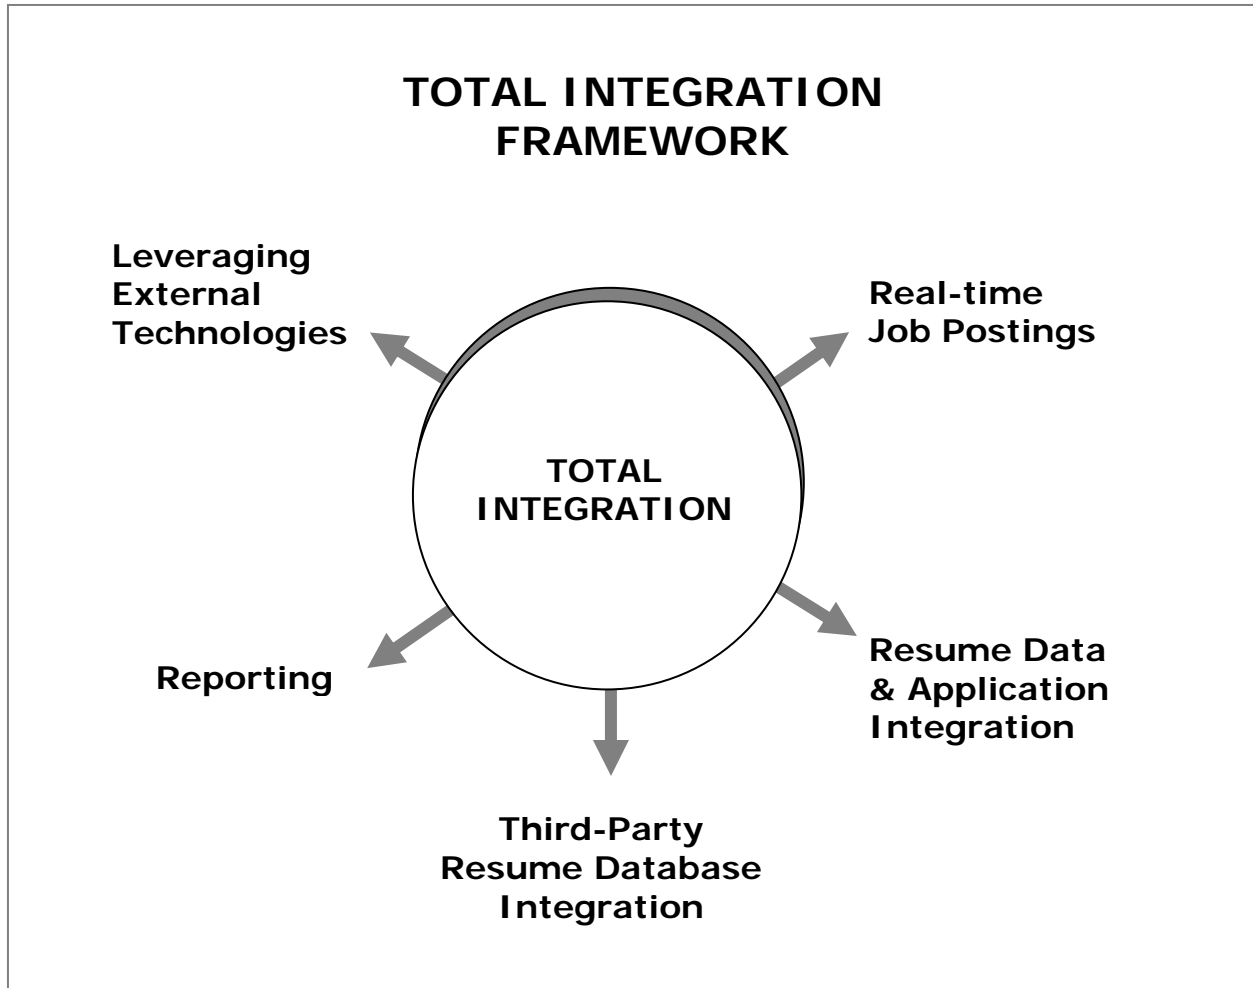 TOTAL INTEGRATION
FRAMEWORK
Leveraging
External
Technologies
Real-time
Job Postings
TOTAL
INTEGRATION
Reporting
Resume Data
& Application
Integration
Third-Party
Resume Database
Integration